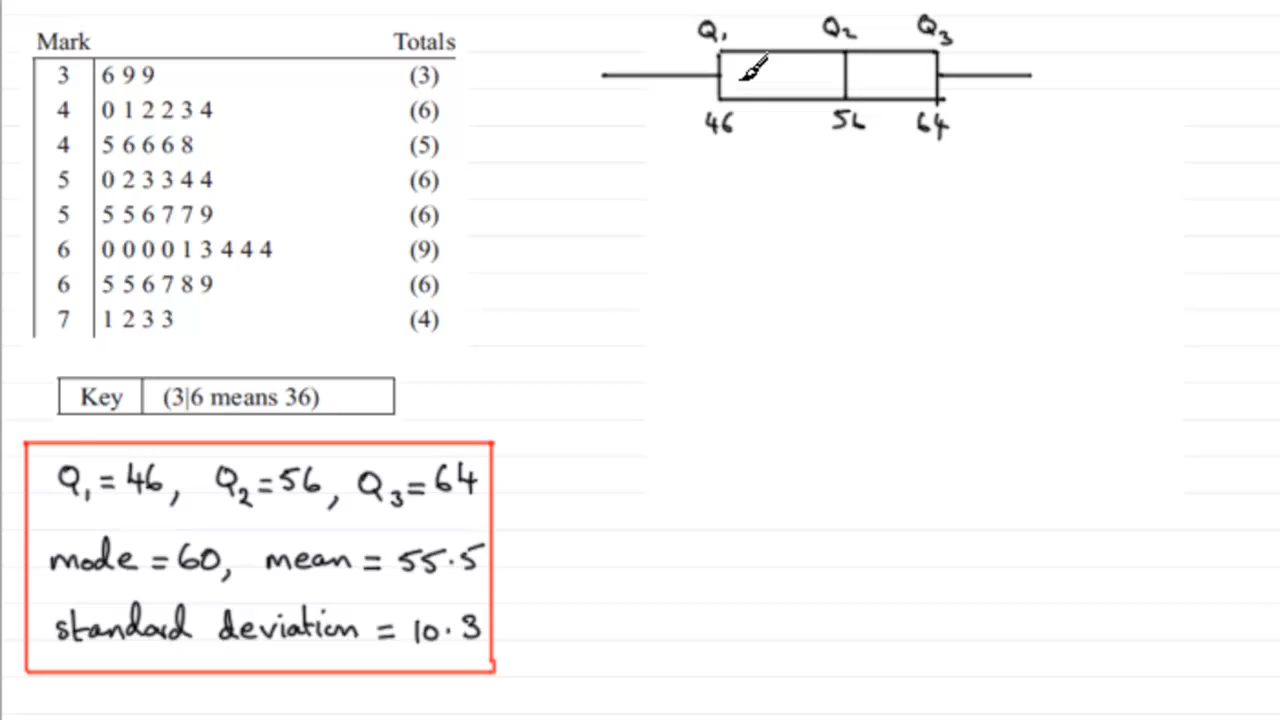 Mark Totals
3 6 9 9 (3)
4 0 1 2 2 3 4 (6)
4 5 6 6 6 8 (5)
5 0 2 3 3 4 4 (6)
5 5 5 6 7 7 9 (6)
6 0 0 0 0 1 3 4 4 4 (9)
6 5 5 6 7 8 9 (6)
7 1 2 3 3 (4)
Key (3|6 means 36)
Q₁ = 46, Q₂ = 56, Q₃ = 64
mode = 60, mean = 55.5
standard deviation = 10.3
Q₁ Q₂ Q₃
46 56 64